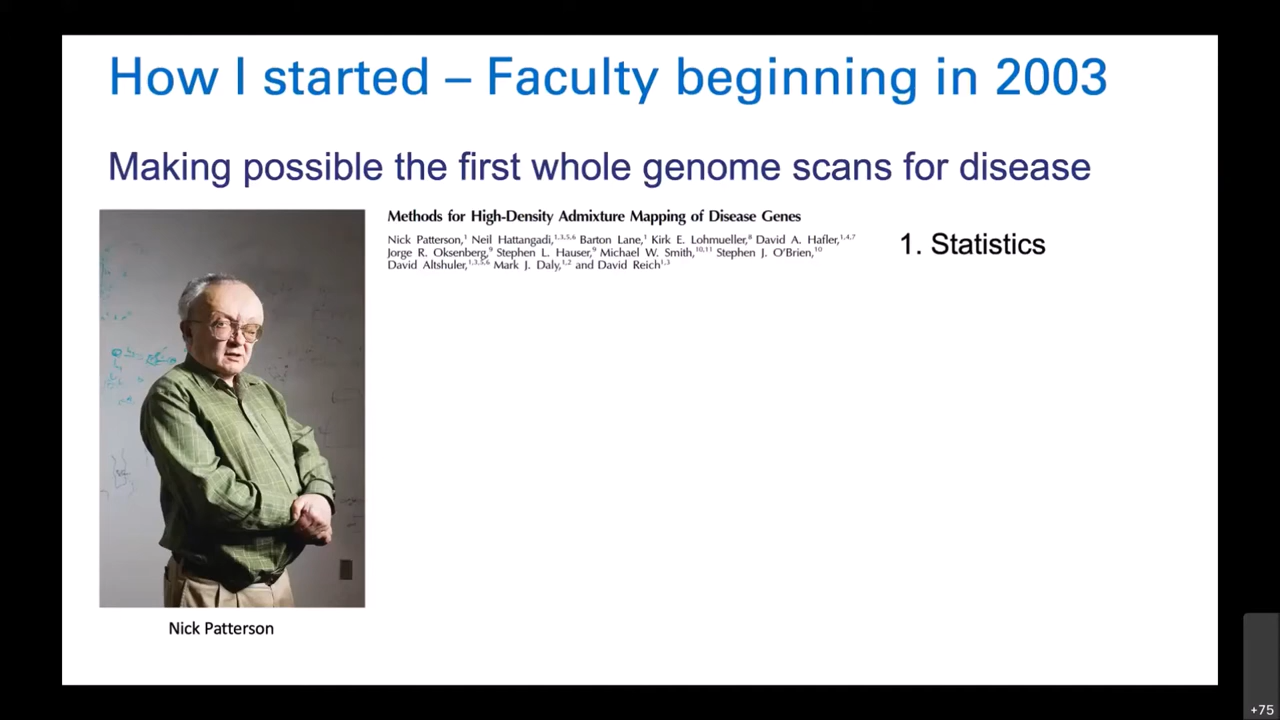 How I started – Faculty beginning in 2003
Making possible the first whole genome scans for disease
Methods for High-Density Admixture Mapping of Disease Genes
Nick Patterson,¹ Neil Hattangadi,¹,³,⁵,⁶ Barton Lane,¹ Kirk E. Lohmueller,⁸ David A. Hafler,¹,⁴,⁷
Jorge R. Oksenberg,⁹ Stephen L. Hauser,⁹ Michael W. Smith,¹⁰,¹¹ Stephen J. O’Brien,¹⁰
David Altshuler,¹,³,⁵,⁶ Mark J. Daly,¹,² and David Reich¹,³
1. Statistics
Nick Patterson
+75